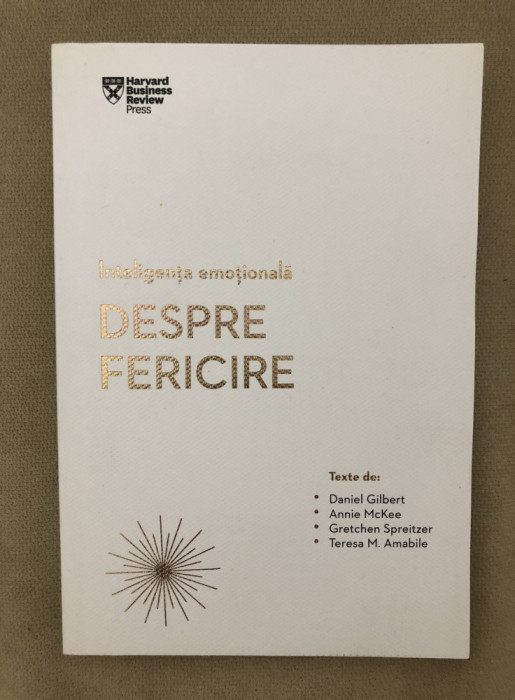 Harvard
Business
Review
Press
Inteligența emoțională
DESPRE
FERICIRE
Texte de:
• Daniel Gilbert
• Annie McKee
• Gretchen Spreitzer
• Teresa M. Amabile